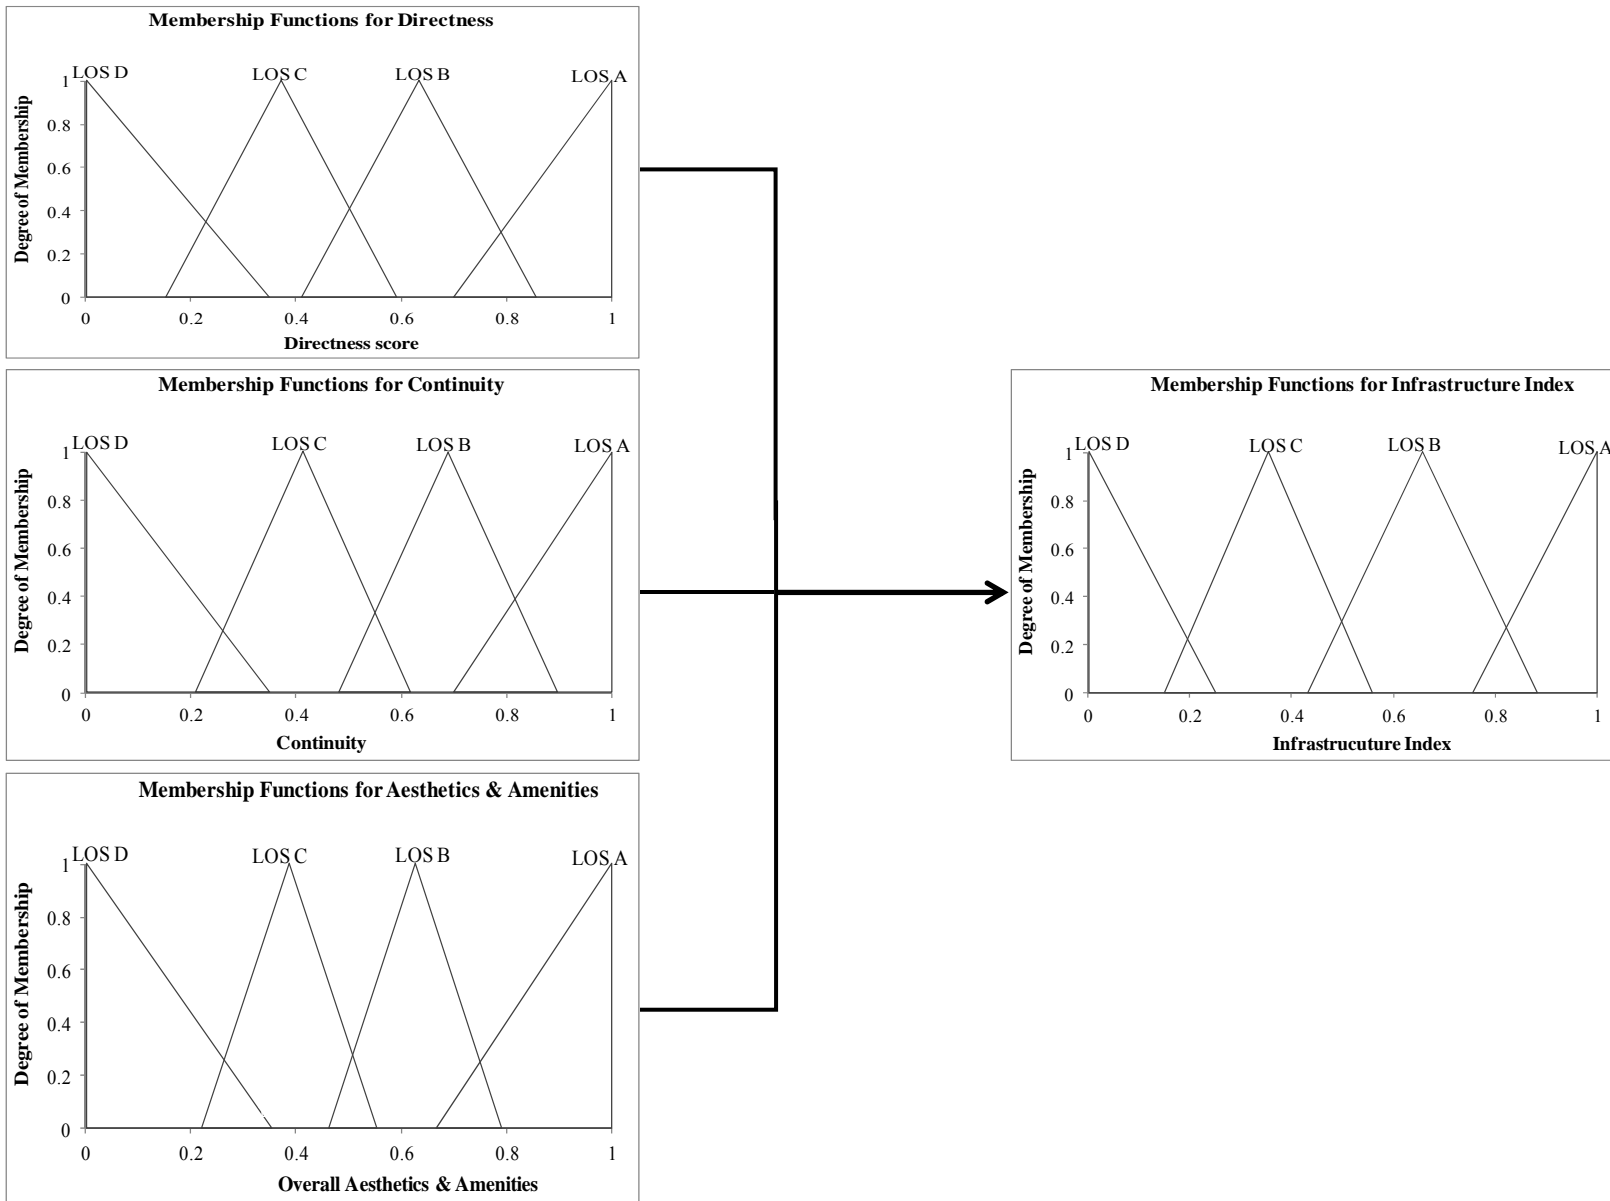 Membership Functions for Directness
LOS D LOS C LOS B LOS A
Degree of Membership
1
0.8
0.6
0.4
0.2
0
0 0.2 0.4 0.6 0.8 1
Directness score
Membership Functions for Continuity
LOS D LOS C LOS B LOS A
Degree of Membership
1
0.8
0.6
0.4
0.2
0
0 0.2 0.4 0.6 0.8 1
Continuity
Membership Functions for Aesthetics & Amenities
LOS D LOS C LOS B LOS A
Degree of Membership
1
0.8
0.6
0.4
0.2
0
0 0.2 0.4 0.6 0.8 1
Overall Aesthetics & Amenities
Membership Functions for Infrastructure Index
LOS D LOS C LOS B LOS A
Degree of Membership
1
0.8
0.6
0.4
0.2
0
0 0.2 0.4 0.6 0.8 1
Infrastrucuture Index